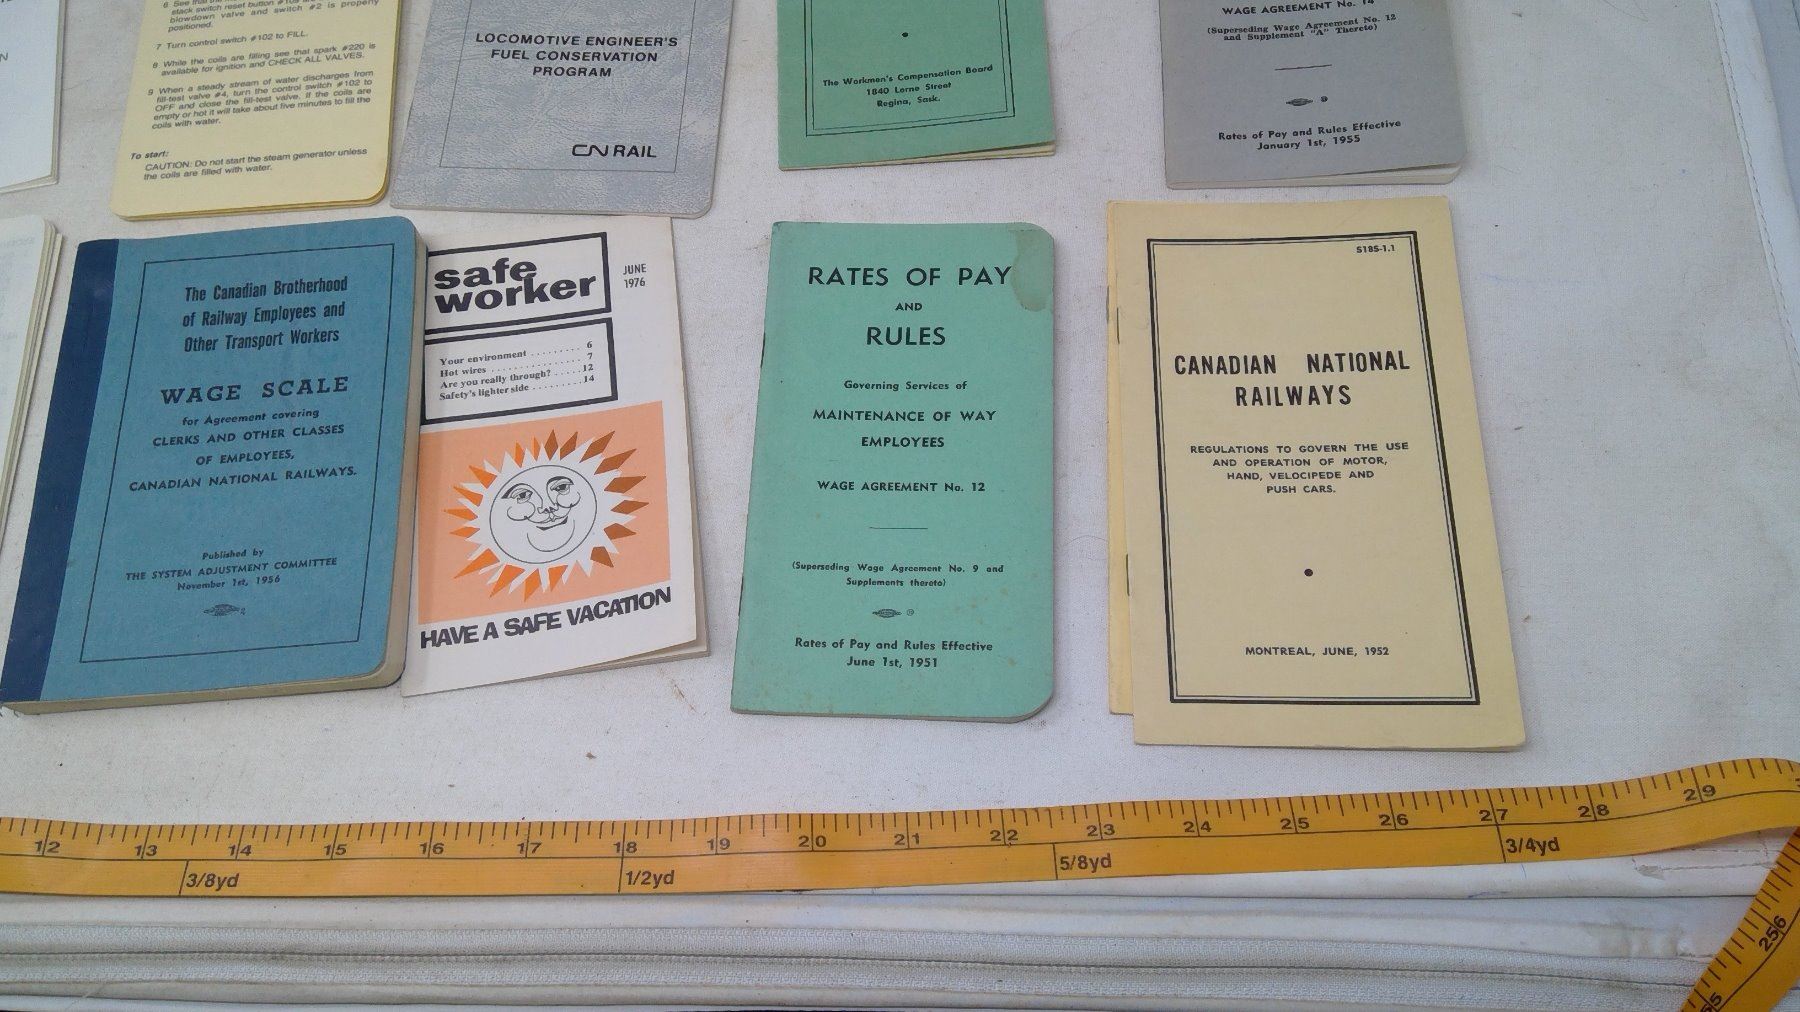 6 See that the
stack switch reset button #109
blowdown valve and switch #2 is properly
positioned.
7 Turn control switch #102 to FILL.
8 While the coils are filling see that spark #220 is
available for ignition and CHECK ALL VALVES.
9 When a steady stream of water discharges from
fill-test valve #4, turn the control switch #102 to
OFF and close the fill-test valve. If the coils are
empty or hot it will take about five minutes to fill the
coils with water.
To start:
CAUTION: Do not start the steam generator unless
the coils are filled with water.
LOCOMOTIVE ENGINEER'S
FUEL CONSERVATION
PROGRAM
CN RAIL
The Workmen's Compensation Board
1840 Lorne Street
Regina, Sask.
WAGE AGREEMENT No. 14
(Superseding Wage Agreement No. 12
and Supplement "A" Thereto)
Rates of Pay and Rules Effective
January 1st, 1955
The Canadian Brotherhood
of Railway Employees and
Other Transport Workers
WAGE SCALE
for Agreement covering
CLERKS AND OTHER CLASSES
OF EMPLOYEES,
CANADIAN NATIONAL RAILWAYS.
Published by
THE SYSTEM ADJUSTMENT COMMITTEE
November 1st, 1956
safe
worker
JUNE
1976
Your environment ......... 6
Hot wires ................ 7
Are you really through? ..... 12
Safety's lighter side ......... 14
HAVE A SAFE VACATION
RATES OF PAY
AND
RULES
Governing Services of
MAINTENANCE OF WAY
EMPLOYEES
WAGE AGREEMENT No. 12
(Superseding Wage Agreement No. 9 and
Supplements thereto)
Rates of Pay and Rules Effective
June 1st, 1951
S185-1.1
CANADIAN NATIONAL
RAILWAYS
REGULATIONS TO GOVERN THE USE
AND OPERATION OF MOTOR,
HAND, VELOCIPEDE AND
PUSH CARS.
MONTREAL, JUNE, 1952
12 13 14 15 16 17 18 19 20 21 22 23 24 25 26 27 28 29
3/8yd 1/2yd 5/8yd 3/4yd
256